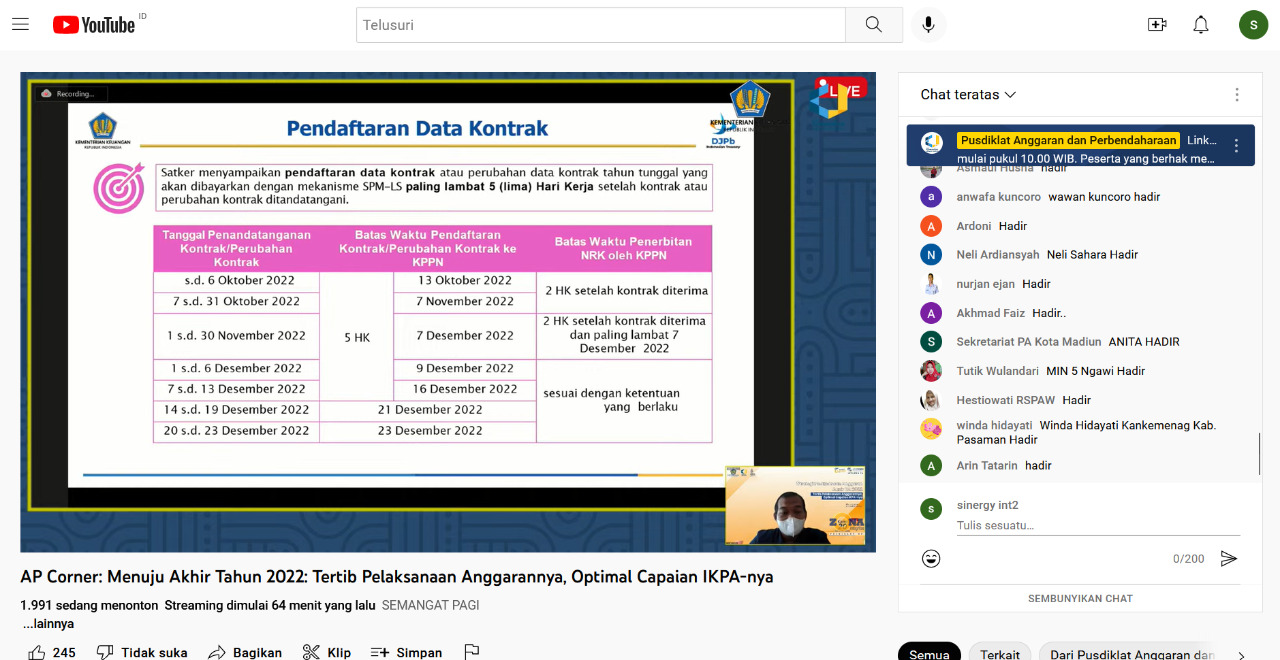 YouTube ID
Telusuri
S
Recording...
LIVE
KEMENTERIAN KEUANGAN
REPUBLIK INDONESIA
Pendaftaran Data Kontrak
DJPb
Satker menyampaikan pendaftaran data kontrak atau perubahan data kontrak tahun tunggal yang
akan dibayarkan dengan mekanisme SPM-LS paling lambat 5 (lima) Hari Kerja setelah kontrak atau
perubahan kontrak ditandatangani.
Tanggal Penandatanganan
Kontrak/Perubahan
Kontrak
Batas Waktu Pendaftaran
Kontrak/Perubahan Kontrak ke
KPPN
Batas Waktu Penerbitan
NRK oleh KPPN
s.d. 6 Oktober 2022
5 HK
13 Oktober 2022
2 HK setelah kontrak diterima
7 s.d. 31 Oktober 2022
7 November 2022
1 s.d. 30 November 2022
7 Desember 2022
2 HK setelah kontrak diterima
dan paling lambat 7
Desember 2022
1 s.d. 6 Desember 2022
9 Desember 2022
sesuai dengan ketentuan
yang berlaku
7 s.d. 13 Desember 2022
16 Desember 2022
14 s.d. 19 Desember 2022
21 Desember 2022
20 s.d. 23 Desember 2022
23 Desember 2022
AP Corner: Menuju Akhir Tahun 2022: Tertib Pelaksanaan Anggarannya, Optimal Capaian IKPA-nya
1.991 sedang menonton Streaming dimulai 64 menit yang lalu SEMANGAT PAGI
...lainnya
245 Tidak suka Bagikan Klip Simpan
Chat teratas
Pusdiklat Anggaran dan Perbendaharaan Link...
mulai pukul 10.00 WIB. Peserta yang berhak me...
Asmaul Husna hadir
a anwafa kuncoro wawan kuncoro hadir
A Ardoni Hadir
N Neli Ardiansyah Neli Sahara Hadir
nurjan ejan Hadir
A Akhmad Faiz Hadir..
S Sekretariat PA Kota Madiun ANITA HADIR
Tutik Wulandari MIN 5 Ngawi Hadir
Hestiowati RSPAW Hadir
winda hidayati Winda Hidayati Kankemenag Kab.
Pasaman Hadir
A Arin Tatarin hadir
s sinergy int2
Tulis sesuatu...
0/200
SEMBUNYIKAN CHAT
Semua Terkait Dari Pusdiklat Anggaran dan